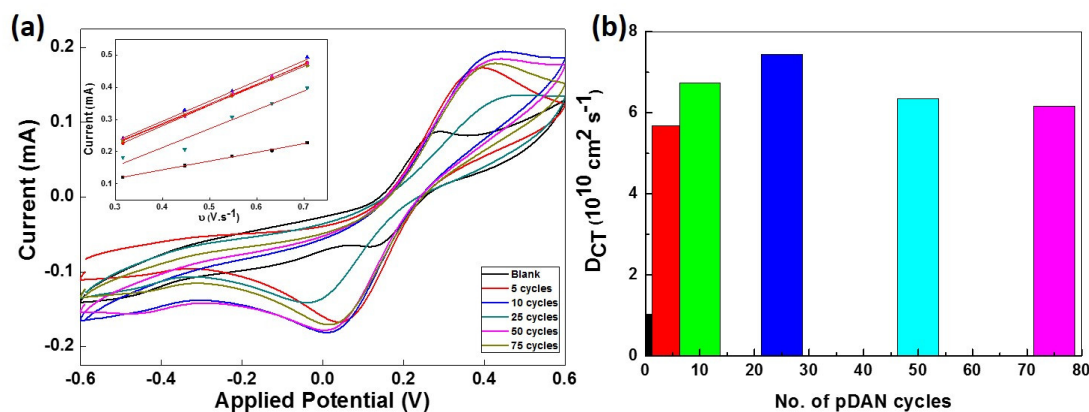 (a)
0.2
0.1
0.0
-0.1
-0.2
Current (mA)
-0.6
-0.4
-0.2
0.0
0.2
0.4
0.6
Applied Potential (V)
0.5
0.4
0.3
0.2
0.1
Currreht (mA)
0.3
0.4
0.5
0.6
0.7
υ (V.s-1)
Blank
5 cycles
10 cycles
25 cycles
50 cycles
75 cycles
(b)
8
6
4
2
0
DCT (10^10 cm2 s-1)
0
10
20
30
40
50
60
70
80
No. of pDAN cycles